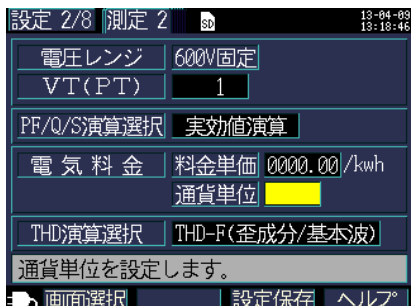 設定 2/8 測定 2 SD 13-04-09
13:18:46
電圧レンジ 600V固定
VT(PT) 1
PF/Q/S演算選択 実効値演算
電気料金 料金単価 0000.00 /kwh
通貨単位
THD演算選択 THD-F(歪成分/基本波)
通貨単位を設定します。
画面選択 設定保存 ヘルプ